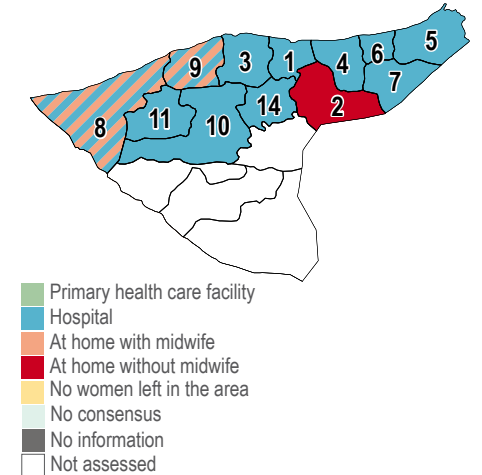 5
6
3
1
4
9
7
14
2
11
10
8
Primary health care facility
Hospital
At home with midwife
At home without midwife
No women left in the area
No consensus
No information
Not assessed